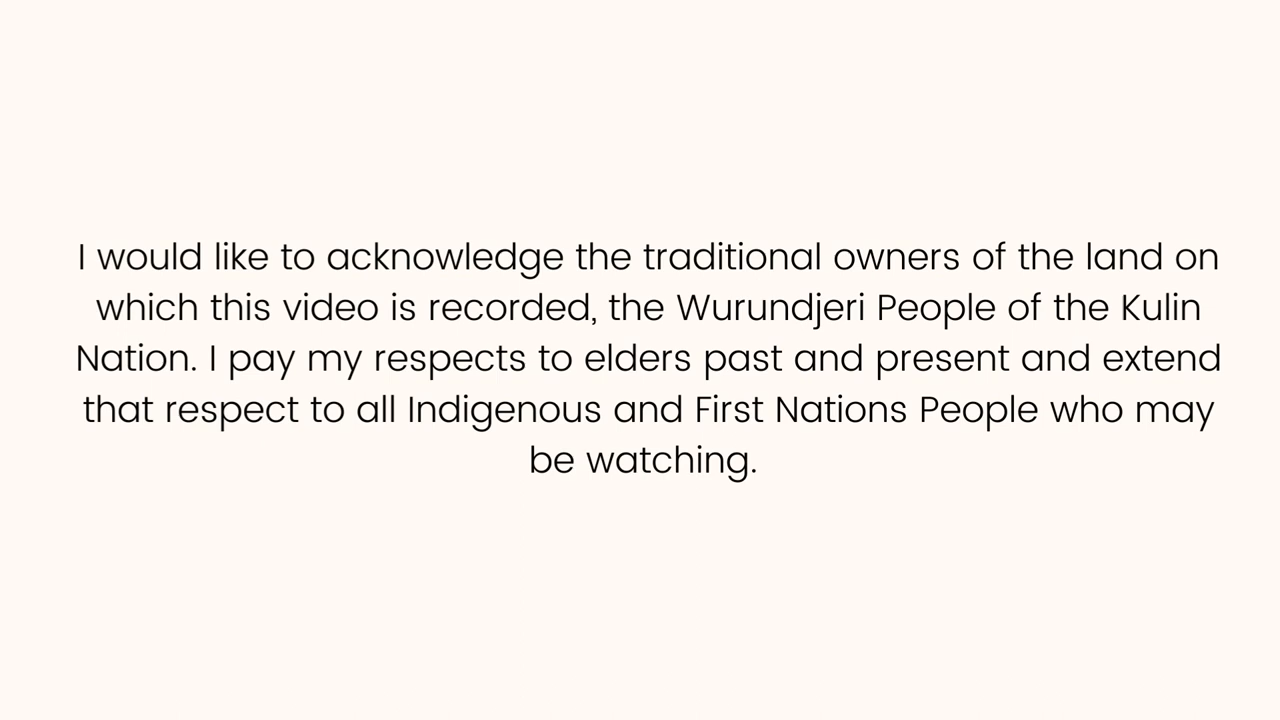 I would like to acknowledge the traditional owners of the land on
which this video is recorded, the Wurundjeri People of the Kulin
Nation. I pay my respects to elders past and present and extend
that respect to all Indigenous and First Nations People who may
be watching.